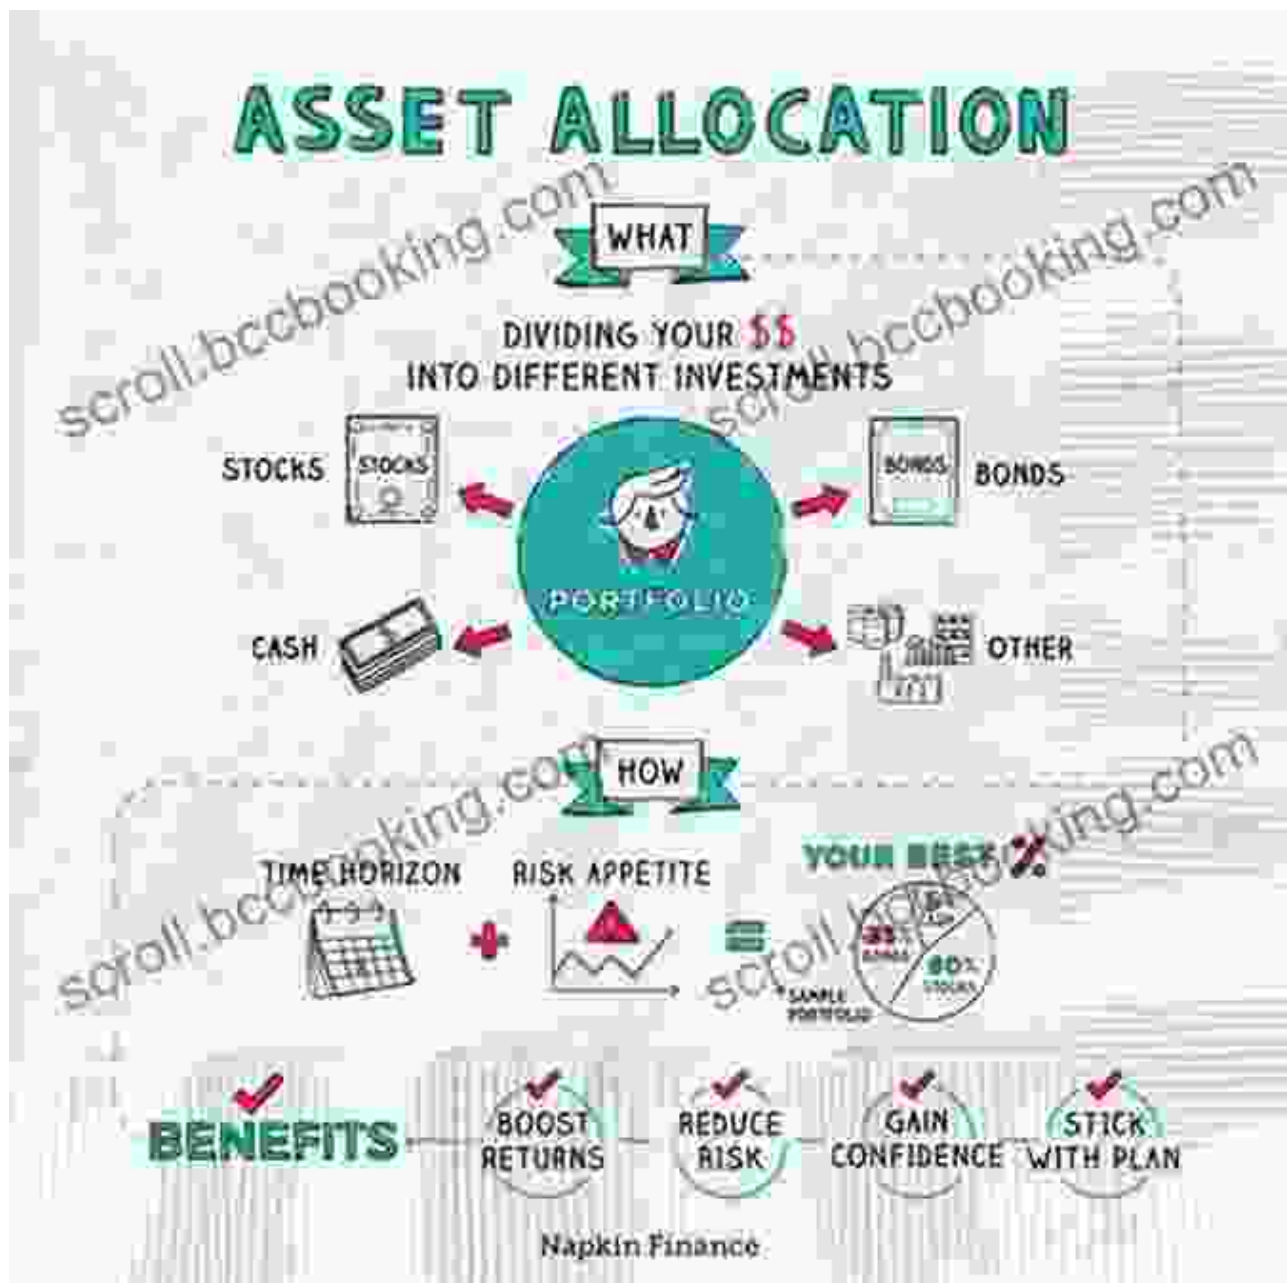 ASSET ALLOCATION
WHAT
DIVIDING YOUR $$
INTO DIFFERENT INVESTMENTS
STOCKS
STOCKS
BONDS
BONDS
PORTFOLIO
CASH
OTHER
HOW
TIME HORIZON
RISK APPETITE
YOUR BEST %
60%
STOCKS
*SAMPLE
PORTFOLIO
BENEFITS
BOOST
RETURNS
REDUCE
RISK
GAIN
CONFIDENCE
STICK
WITH PLAN
Napkin Finance
scroll.bccbooking.com
scroll.bccbooking.com
scroll.bccbooking.com
scroll.bccbooking.com